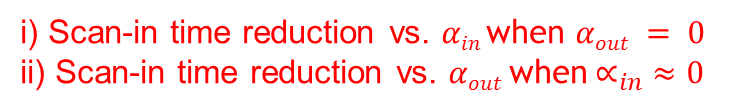 i) Scan-in time reduction vs. α_in when α_out = 0
ii) Scan-in time reduction vs. α_out when ∝_in ≈ 0